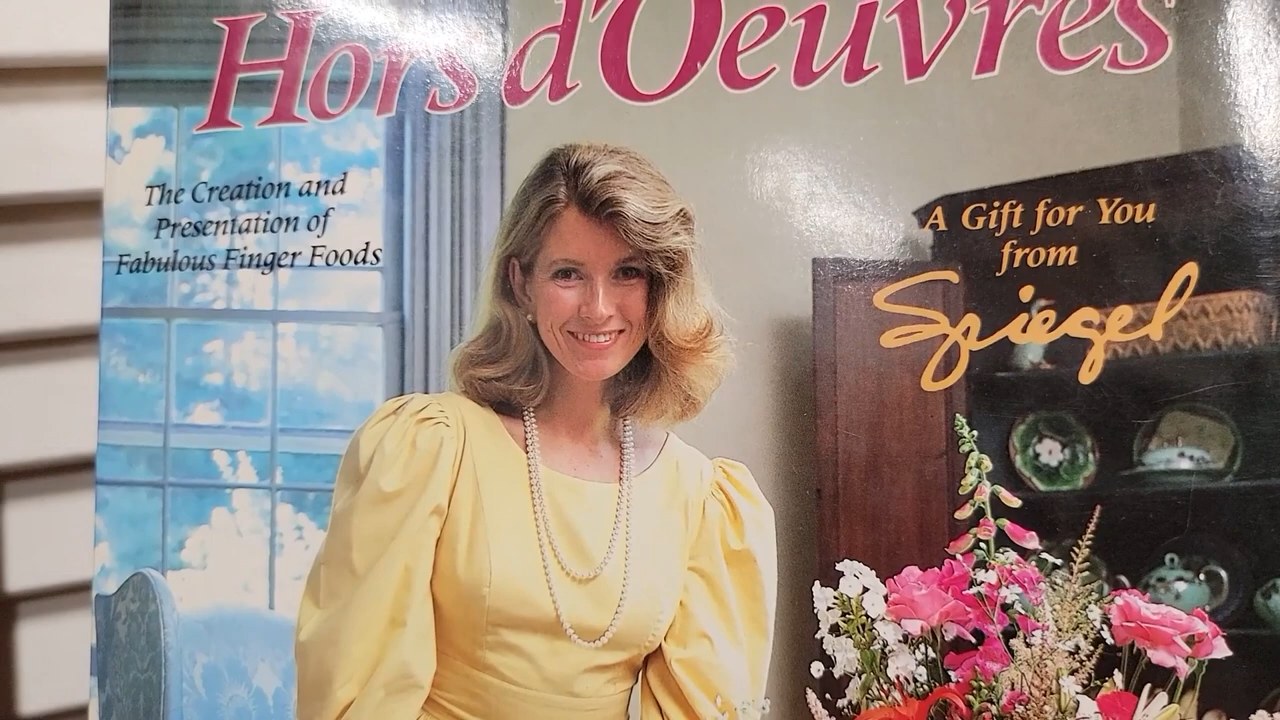 Hors d'Oeuvres
The Creation and
Presentation of
Fabulous Finger Foods
A Gift for You
from
Spiegel